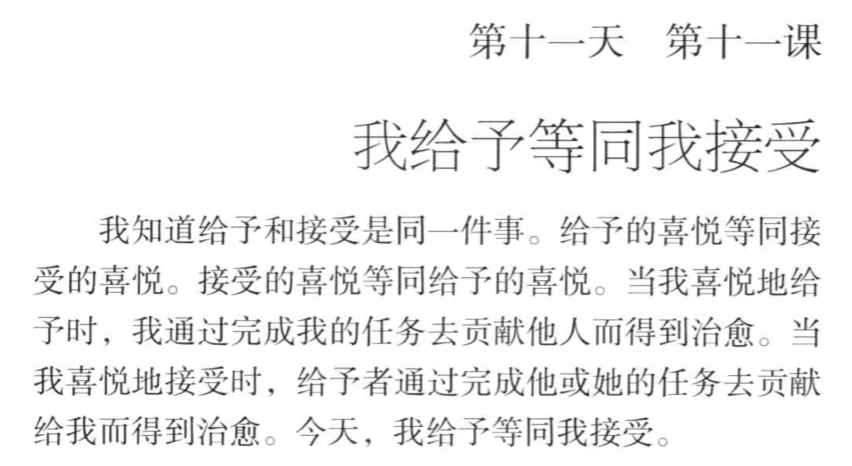 第十一天 第十一课
我给予等同我接受
我知道给予和接受是同一件事。给予的喜悦等同接
受的喜悦。接受的喜悦等同给予的喜悦。当我喜悦地给
予时，我通过完成我的任务去贡献他人而得到治愈。当
我喜悦地接受时，给予者通过完成他或她的任务去贡献
给我而得到治愈。今天，我给予等同我接受。